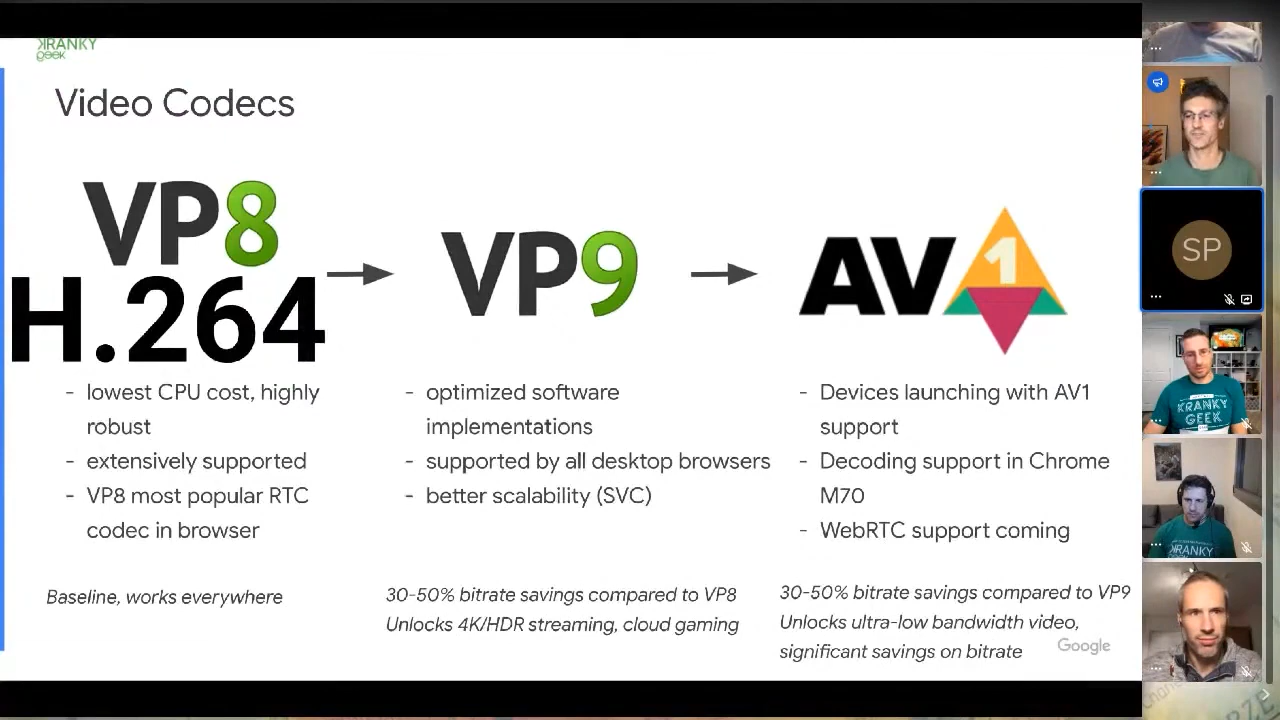 KRANKY
geek
Video Codecs
VP8
H.264
VP9
AV1
- lowest CPU cost, highly
robust
- extensively supported
- VP8 most popular RTC
codec in browser
Baseline, works everywhere
- optimized software
implementations
- supported by all desktop browsers
- better scalability (SVC)
30-50% bitrate savings compared to VP8
Unlocks 4K/HDR streaming, cloud gaming
- Devices launching with AV1
support
- Decoding support in Chrome
M70
- WebRTC support coming
30-50% bitrate savings compared to VP9
Unlocks ultra-low bandwidth video,
significant savings on bitrate
Google
SP
KRANKY
GEEK
KRANKY